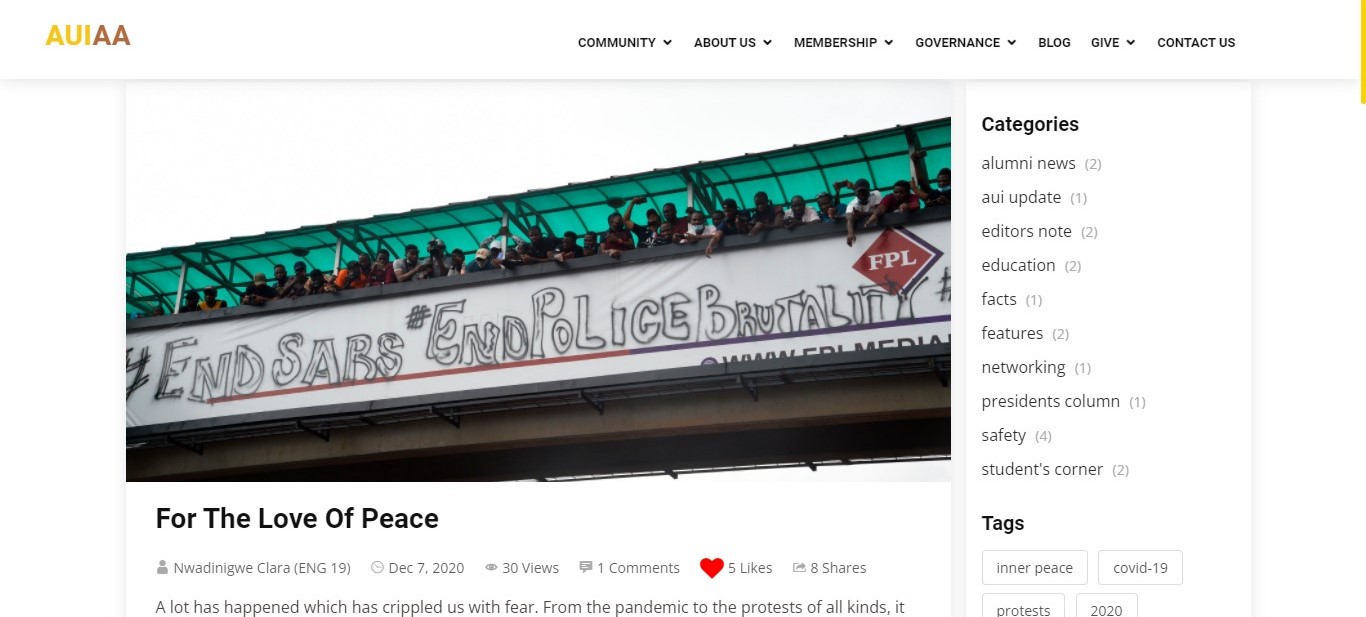 AUIAA
COMMUNITY ABOUT US MEMBERSHIP GOVERNANCE BLOG GIVE CONTACT US
FPL
#ENDSARS #ENDPOLICEBRUTALITY #
WWW.FPLMEDIA
For The Love Of Peace
Nwadinigwe Clara (ENG 19) Dec 7, 2020 30 Views 1 Comments 5 Likes 8 Shares
A lot has happened which has crippled us with fear. From the pandemic to the protests of all kinds, it
Categories
alumni news (2)
aui update (1)
editors note (2)
education (2)
facts (1)
features (2)
networking (1)
presidents column (1)
safety (4)
student's corner (2)
Tags
inner peace covid-19
protests 2020